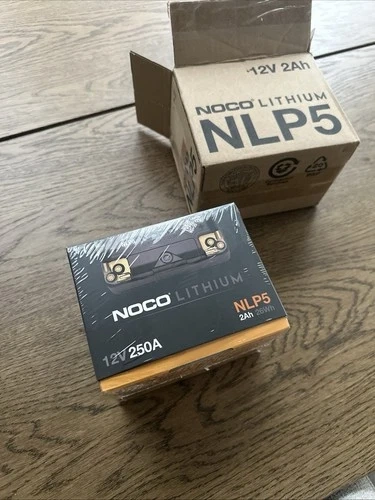 12V 2Ah
NOCO LITHIUM
NLP5
NOCO LITHIUM
NLP5
2Ah 26Wh
12V 250A